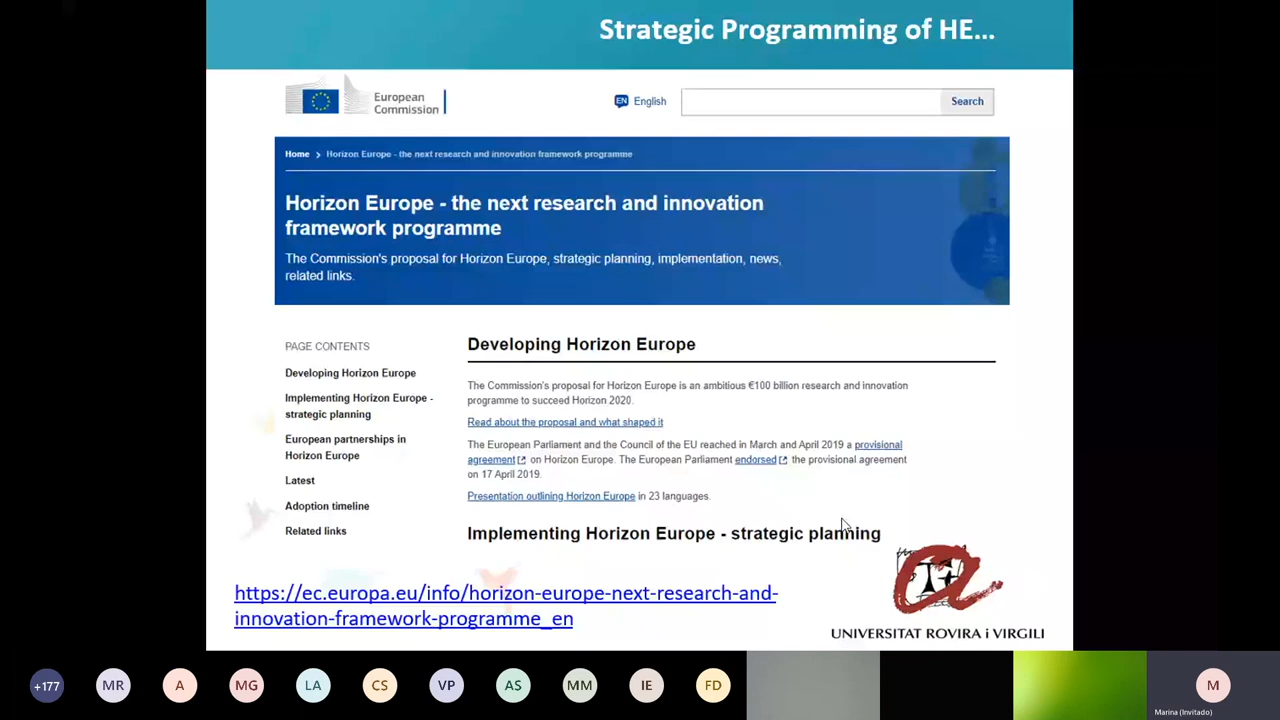 Strategic Programming of HE...
European
Commission
EN English
Search
Home > Horizon Europe - the next research and innovation framework programme
Horizon Europe - the next research and innovation
framework programme
The Commission's proposal for Horizon Europe, strategic planning, implementation, news,
related links.
PAGE CONTENTS
Developing Horizon Europe
Implementing Horizon Europe -
strategic planning
European partnerships in
Horizon Europe
Latest
Adoption timeline
Related links
Developing Horizon Europe
The Commission's proposal for Horizon Europe is an ambitious €100 billion research and innovation
programme to succeed Horizon 2020.
Read about the proposal and what shaped it
The European Parliament and the Council of the EU reached in March and April 2019 a provisional
agreement on Horizon Europe. The European Parliament endorsed the provisional agreement
on 17 April 2019.
Presentation outlining Horizon Europe in 23 languages.
Implementing Horizon Europe - strategic planning
https://ec.europa.eu/info/horizon-europe-next-research-and-
innovation-framework-programme_en
UNIVERSITAT ROVIRA i VIRGILI
+177 MR A MG LA CS VP AS MM IE FD M
Marina (Invitado)